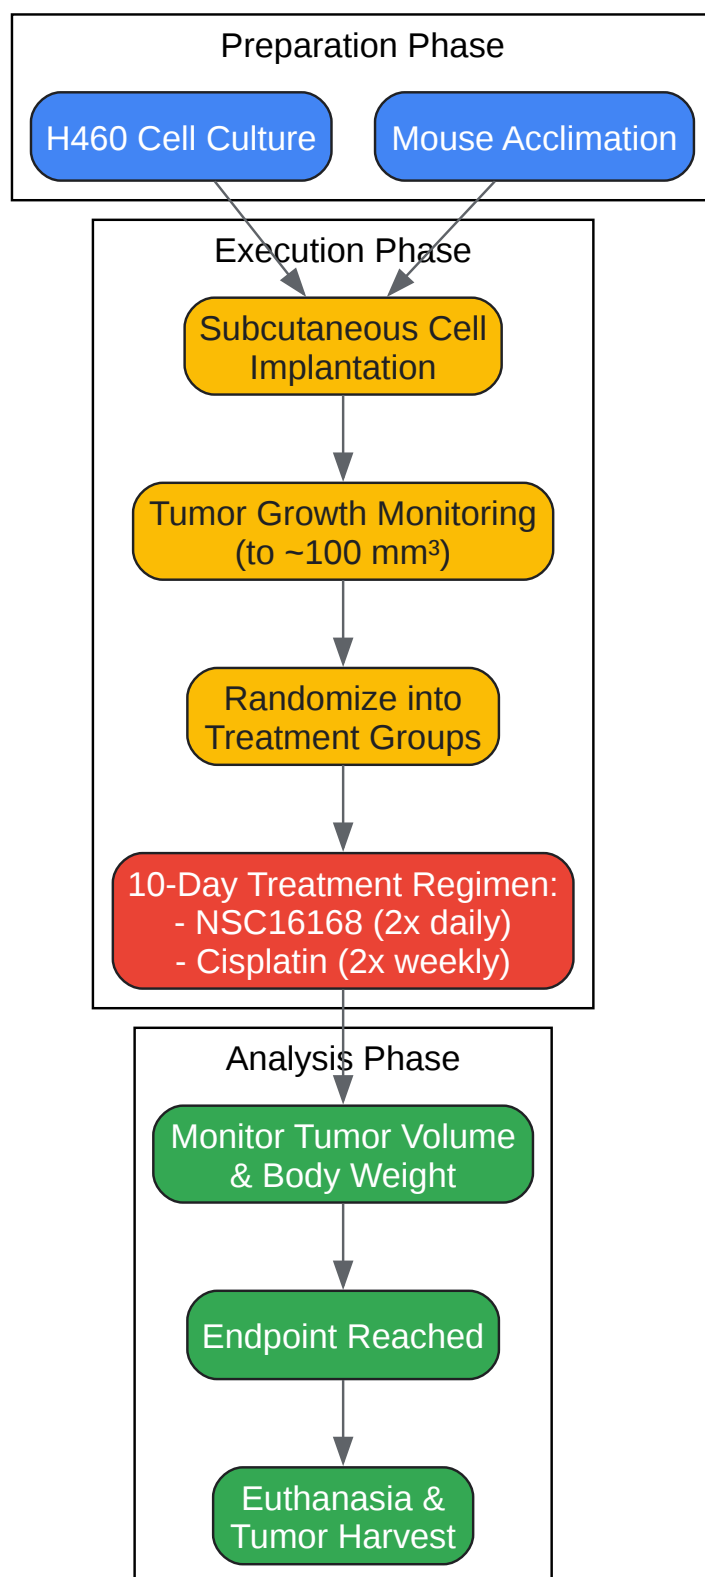 Preparation Phase
H460 Cell Culture
Mouse Acclimation
Execution Phase
Subcutaneous Cell
Implantation
Tumor Growth Monitoring
(to ~100 mm³)
Randomize into
Treatment Groups
10-Day Treatment Regimen:
- NSC16168 (2x daily)
- Cisplatin (2x weekly)
Analysis Phase
Monitor Tumor Volume
& Body Weight
Endpoint Reached
Euthanasia &
Tumor Harvest